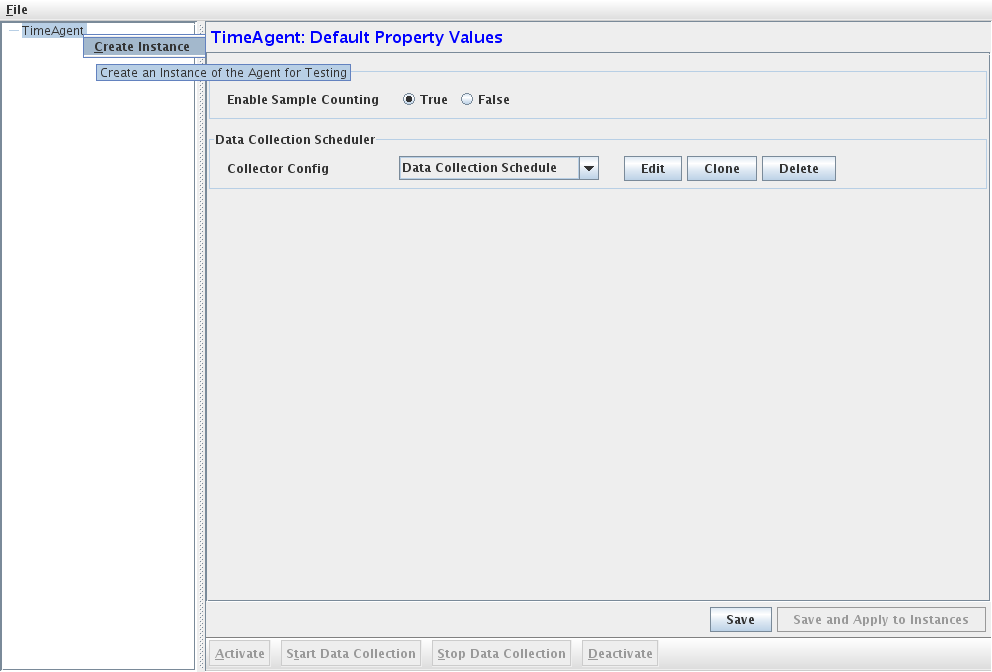 File
TimeAgent
Create Instance
Create an Instance of the Agent for Testing
TimeAgent: Default Property Values
Enable Sample Counting True False
Data Collection Scheduler
Collector Config Data Collection Schedule Edit Clone Delete
Save Save and Apply to Instances
Activate Start Data Collection Stop Data Collection Deactivate